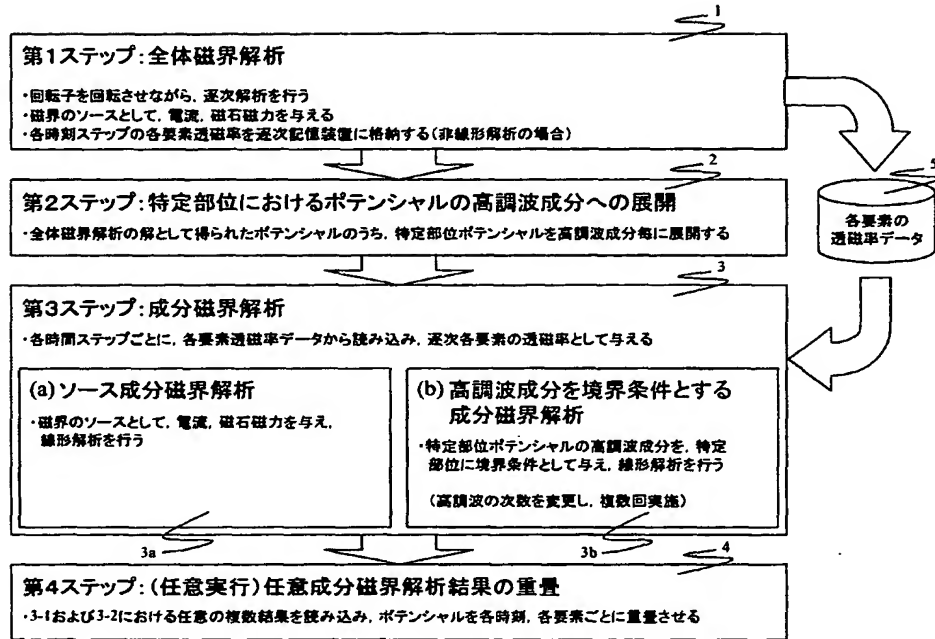 1
第1ステップ:全体磁界解析
・回転子を回転させながら，逐次解析を行う
・磁界のソースとして，電流，磁石磁力を与える
・各時刻ステップの各要素透磁率を逐次記憶装置に格納する(非線形解析の場合)
2
第2ステップ:特定部位におけるポテンシャルの高調波成分への展開
・全体磁界解析の解として得られたポテンシャルのうち，特定部位ポテンシャルを高調波成分毎に展開する
5
各要素の
透磁率データ
3
第3ステップ:成分磁界解析
・各時間ステップごとに，各要素透磁率データから読み込み，逐次各要素の透磁率として与える
(a)ソース成分磁界解析
・磁界のソースとして，電流，磁石磁力を与え，
線形解析を行う
3a
(b)高調波成分を境界条件とする
成分磁界解析
・特定部位ポテンシャルの高調波成分を，特定
部位に境界条件として与え，線形解析を行う
(高調波の次数を変更し，複数回実施)
3b
4
第4ステップ:(任意実行)任意成分磁界解析結果の重畳
・3-1および3-2における任意の複数結果を読み込み，ポテンシャルを各時刻，各要素ごとに重畳させる